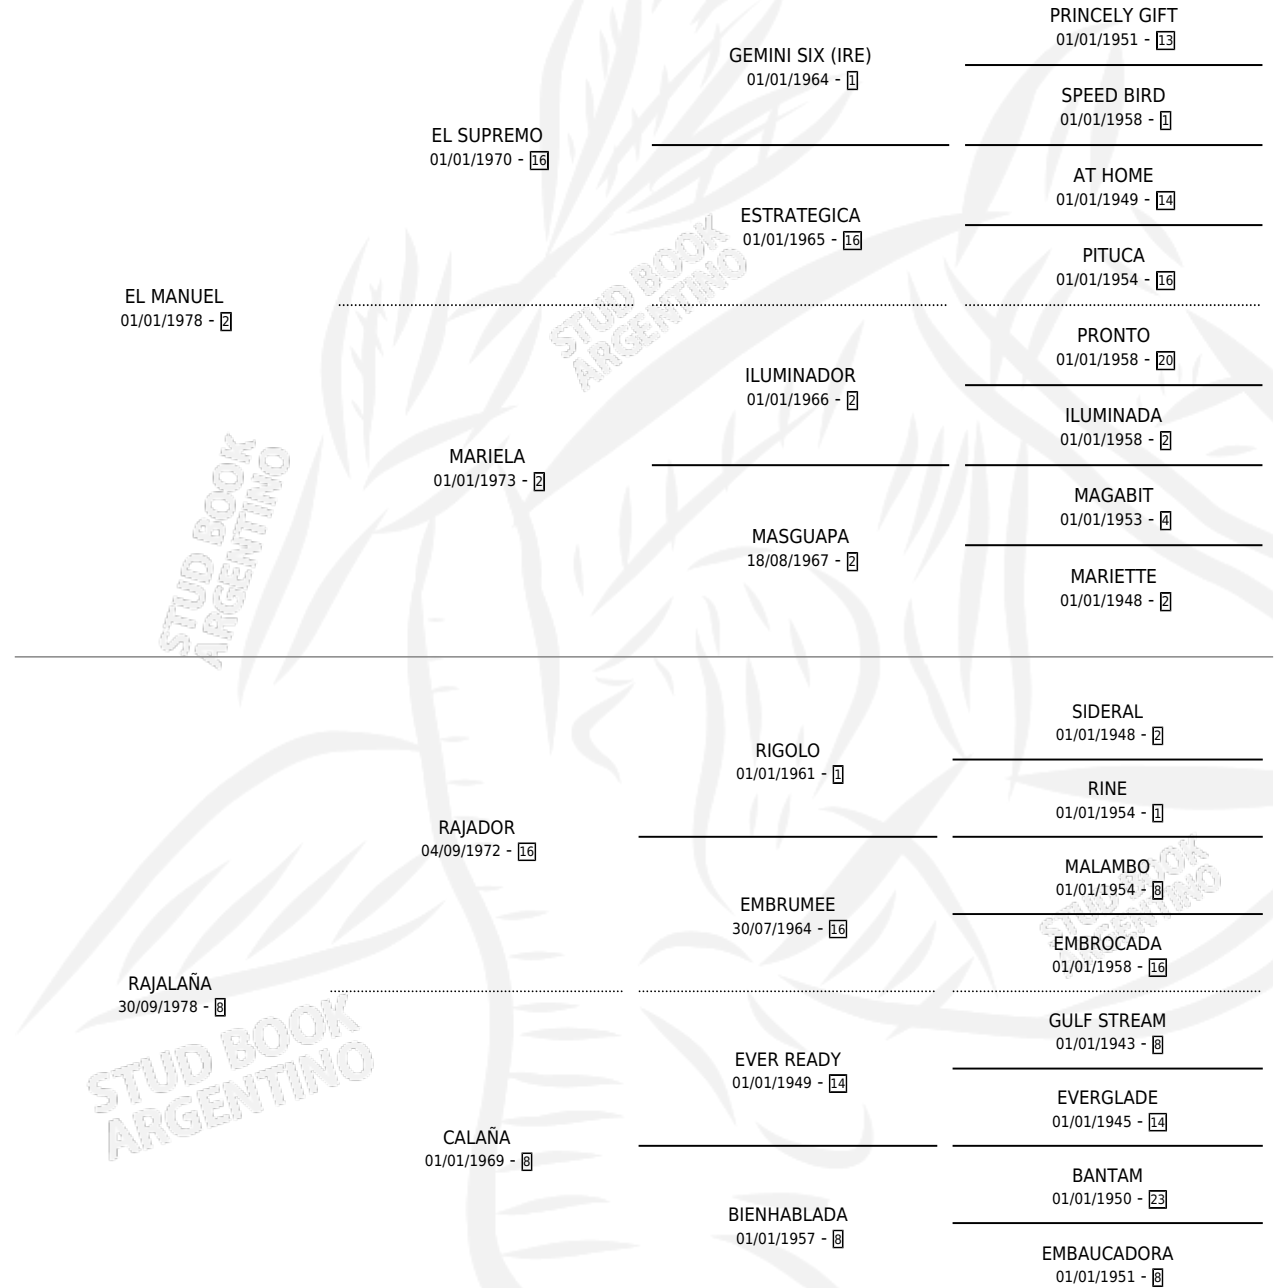 PRINCELY GIFT
01/01/1951 - 13
GEMINI SIX (IRE)
01/01/1964 - 1
SPEED BIRD
01/01/1958 - 1
EL SUPREMO
01/01/1970 - 16
AT HOME
01/01/1949 - 14
ESTRATEGICA
01/01/1965 - 16
PITUCA
01/01/1954 - 16
EL MANUEL
01/01/1978 - 2
PRONTO
01/01/1958 - 20
ILUMINADOR
01/01/1966 - 2
ILUMINADA
01/01/1958 - 2
MARIELA
01/01/1973 - 2
MAGABIT
01/01/1953 - 4
MASGUAPA
18/08/1967 - 2
MARIETTE
01/01/1948 - 2
SIDERAL
01/01/1948 - 2
RIGOLO
01/01/1961 - 1
RINE
01/01/1954 - 1
RAJADOR
04/09/1972 - 16
MALAMBO
01/01/1954 - 8
EMBRUMEE
30/07/1964 - 16
EMBROCADA
01/01/1958 - 16
RAJALAÑA
30/09/1978 - 8
GULF STREAM
01/01/1943 - 8
EVER READY
01/01/1949 - 14
EVERGLADE
01/01/1945 - 14
CALAÑA
01/01/1969 - 8
BANTAM
01/01/1950 - 23
BIENHABLADA
01/01/1957 - 8
EMBAUCADORA
01/01/1951 - 8
STUD BOOK
ARGENTINO
STUD BOOK
ARGENTINO
STUD BOOK
ARGENTINO
STUD BOOK
ARGENTINO